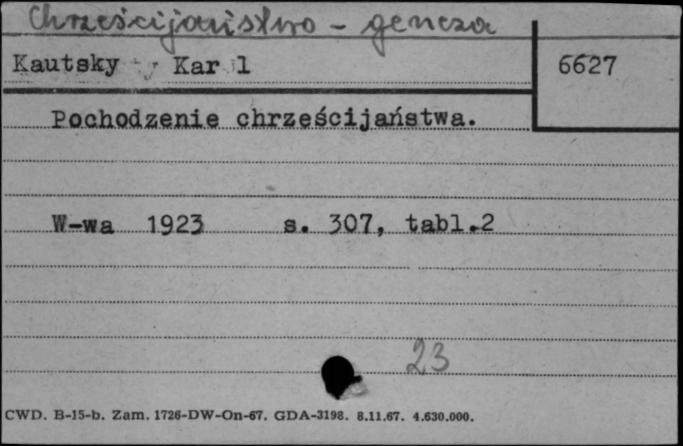 Chrześcijaństwo - geneza
Kautsky Karl
6627
Pochodzenie chrześcijaństwa.
W-wa 1923 s. 307, tabl.2
23
CWD. B-15-b. Zam. 1726-DW-On-67. GDA-3198. 8.11.67. 4.630.000.